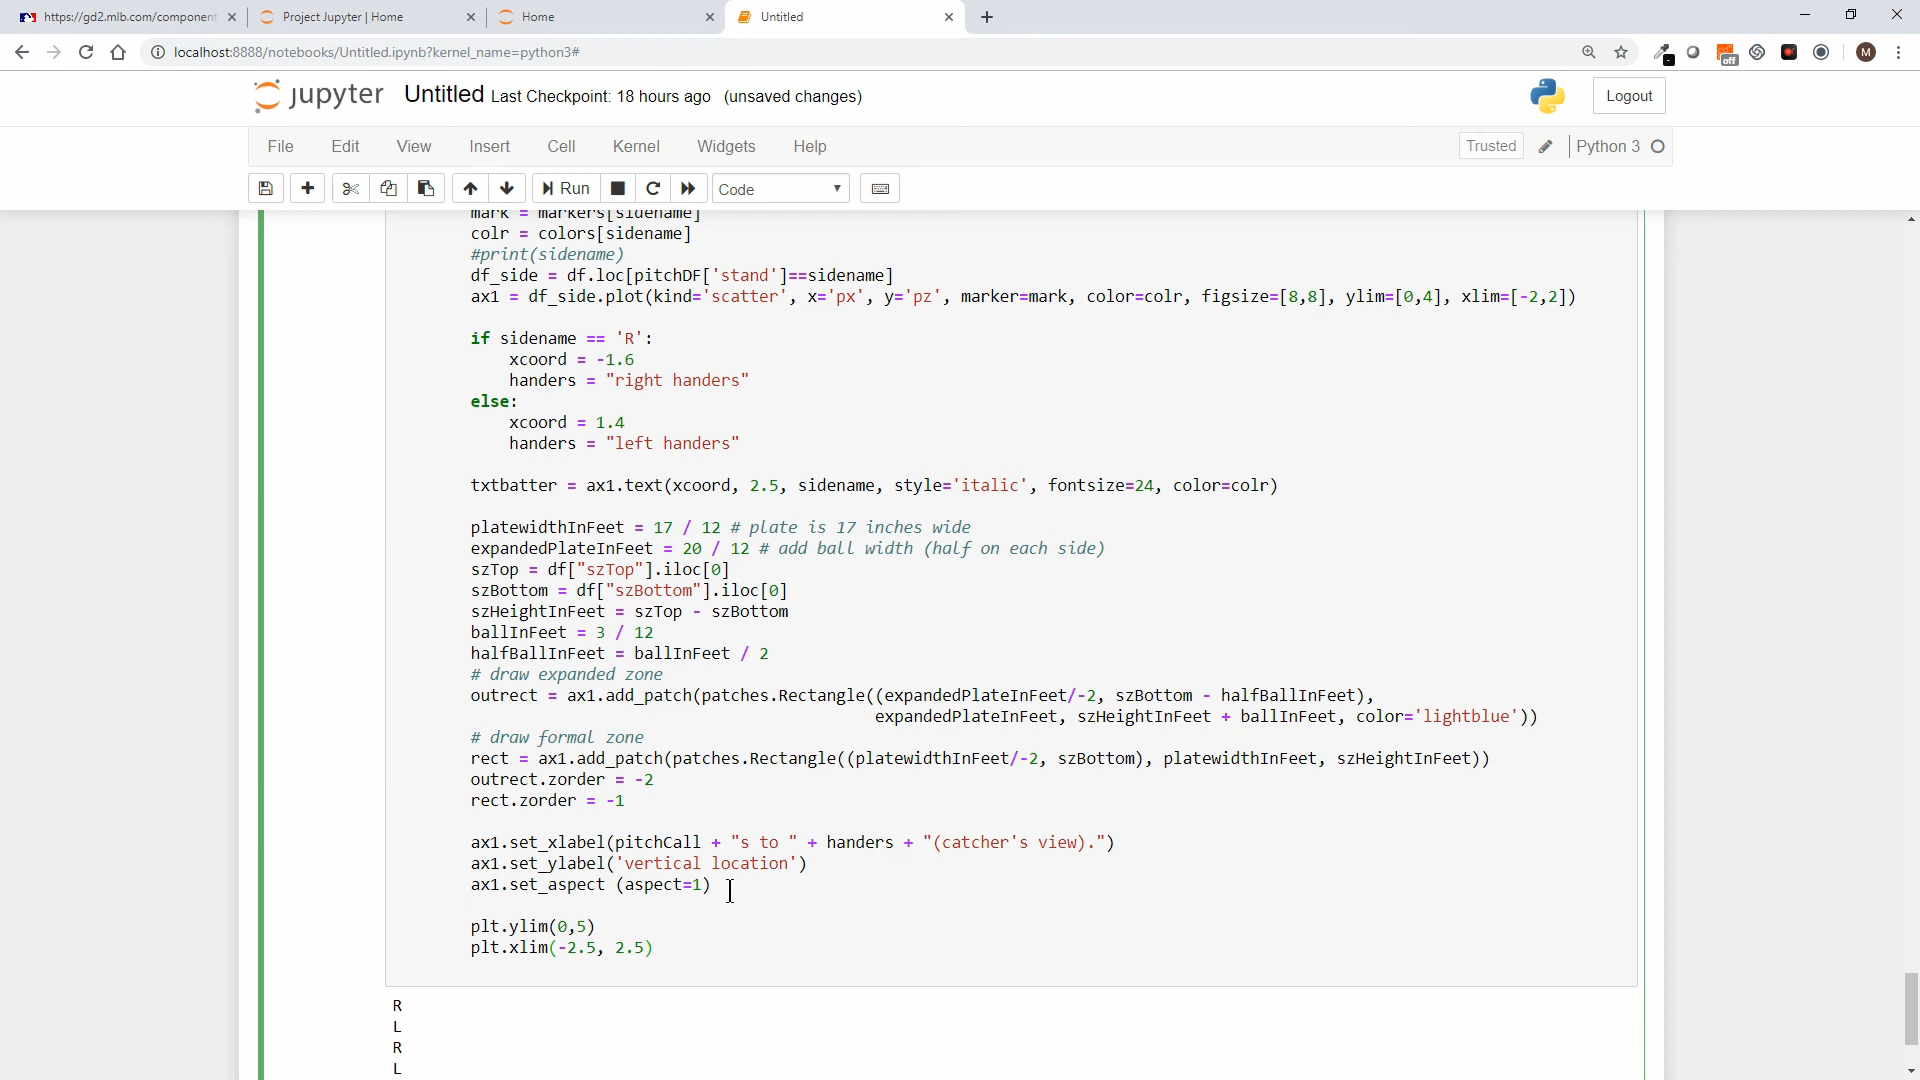 https://gd2.mlb.com/component
Project Jupyter | Home
Home
Untitled
localhost:8888/notebooks/Untitled.ipynb?kernel_name=python3#
off
M
jupyter Untitled Last Checkpoint: 18 hours ago (unsaved changes)
Logout
File Edit View Insert Cell Kernel Widgets Help
Trusted
Python 3
Run
Code
mark = markers[sidename]
colr = colors[sidename]
#print(sidename)
df_side = df.loc[pitchDF['stand']==sidename]
ax1 = df_side.plot(kind='scatter', x='px', y='pz', marker=mark, color=colr, figsize=[8,8], ylim=[0,4], xlim=[-2,2])
if sidename == 'R':
xcoord = -1.6
handers = "right handers"
else:
xcoord = 1.4
handers = "left handers"
txtbatter = ax1.text(xcoord, 2.5, sidename, style='italic', fontsize=24, color=colr)
platewidthInFeet = 17 / 12 # plate is 17 inches wide
expandedPlateInFeet = 20 / 12 # add ball width (half on each side)
szTop = df["szTop"].iloc[0]
szBottom = df["szBottom"].iloc[0]
szHeightInFeet = szTop - szBottom
ballInFeet = 3 / 12
halfBallInFeet = ballInFeet / 2
# draw expanded zone
outrect = ax1.add_patch(patches.Rectangle((expandedPlateInFeet/-2, szBottom - halfBallInFeet),
expandedPlateInFeet, szHeightInFeet + ballInFeet, color='lightblue'))
# draw formal zone
rect = ax1.add_patch(patches.Rectangle((platewidthInFeet/-2, szBottom), platewidthInFeet, szHeightInFeet))
outrect.zorder = -2
rect.zorder = -1
ax1.set_xlabel(pitchCall + "s to " + handers + "(catcher's view).")
ax1.set_ylabel('vertical location')
ax1.set_aspect (aspect=1)
plt.ylim(0,5)
plt.xlim(-2.5, 2.5)
R
L
R
L